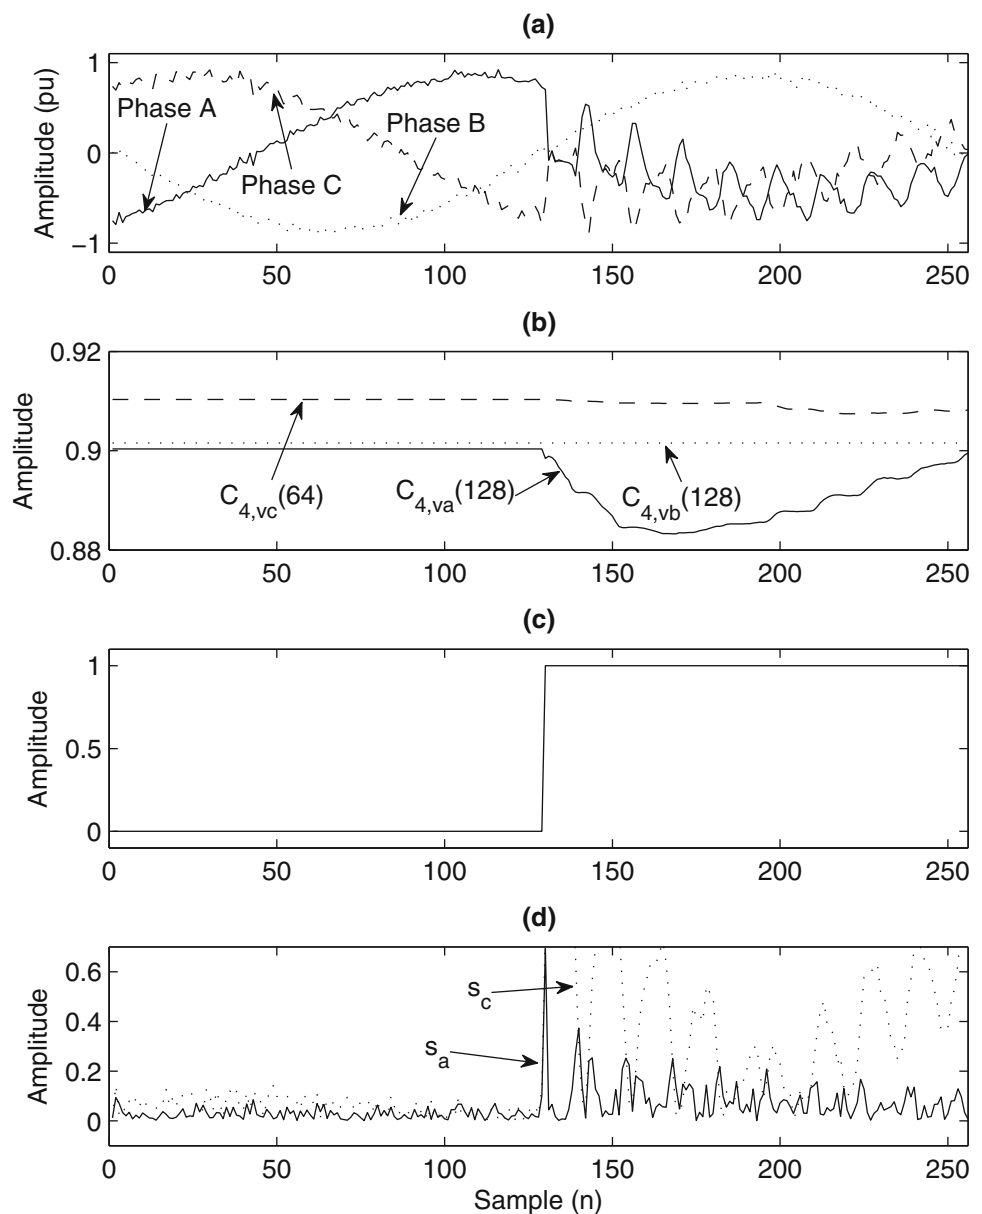 (a)
Amplitude (pu)
1
0
−1
Phase A
Phase B
Phase C
0 50 100 150 200 250
(b)
Amplitude
0.92
0.9
0.88
C4,vc(64)
C4,va(128)
C4,vb(128)
0 50 100 150 200 250
(c)
Amplitude
1
0.5
0
0 50 100 150 200 250
(d)
Amplitude
0.6
0.4
0.2
0
sc
sa
0 50 100 150 200 250
Sample (n)